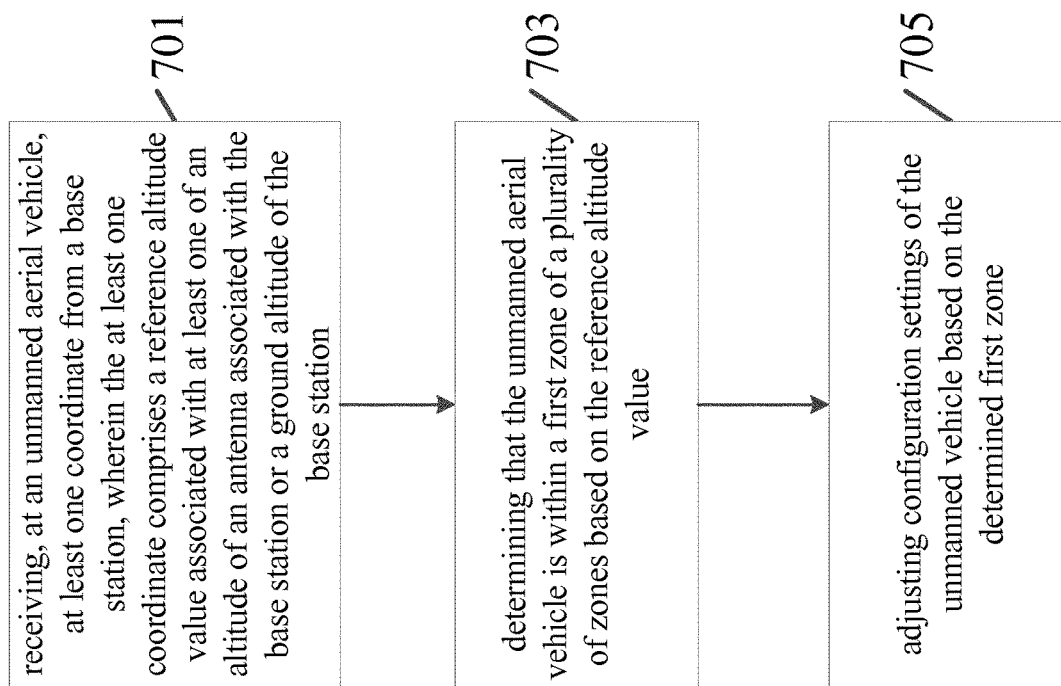 receiving, at an unmanned aerial vehicle,
at least one coordinate from a base
station, wherein the at least one
coordinate comprises a reference altitude
value associated with at least one of an
altitude of an antenna associated with the
base station or a ground altitude of the
base station
701
determining that the unmanned aerial
vehicle is within a first zone of a plurality
of zones based on the reference altitude
value
703
adjusting configuration settings of the
unmanned vehicle based on the
determined first zone
705